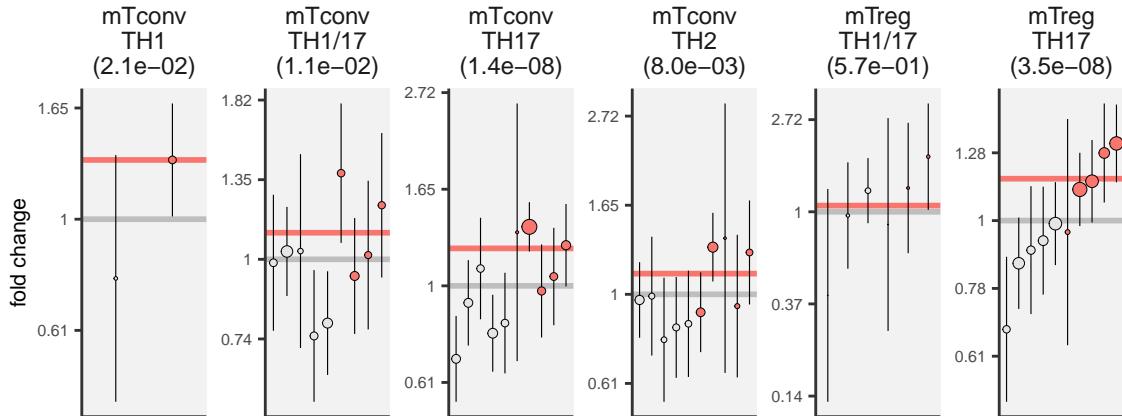 mTconv
TH1
(2.1e−02)
mTconv
TH1/17
(1.1e−02)
mTconv
TH17
(1.4e−08)
mTconv
TH2
(8.0e−03)
mTreg
TH1/17
(5.7e−01)
mTreg
TH17
(3.5e−08)
fold change
1.65
1
0.61
1.82
1.35
1
0.74
2.72
1.65
1
0.61
2.72
1.65
1
0.61
2.72
1
0.37
0.14
1.28
1
0.78
0.61